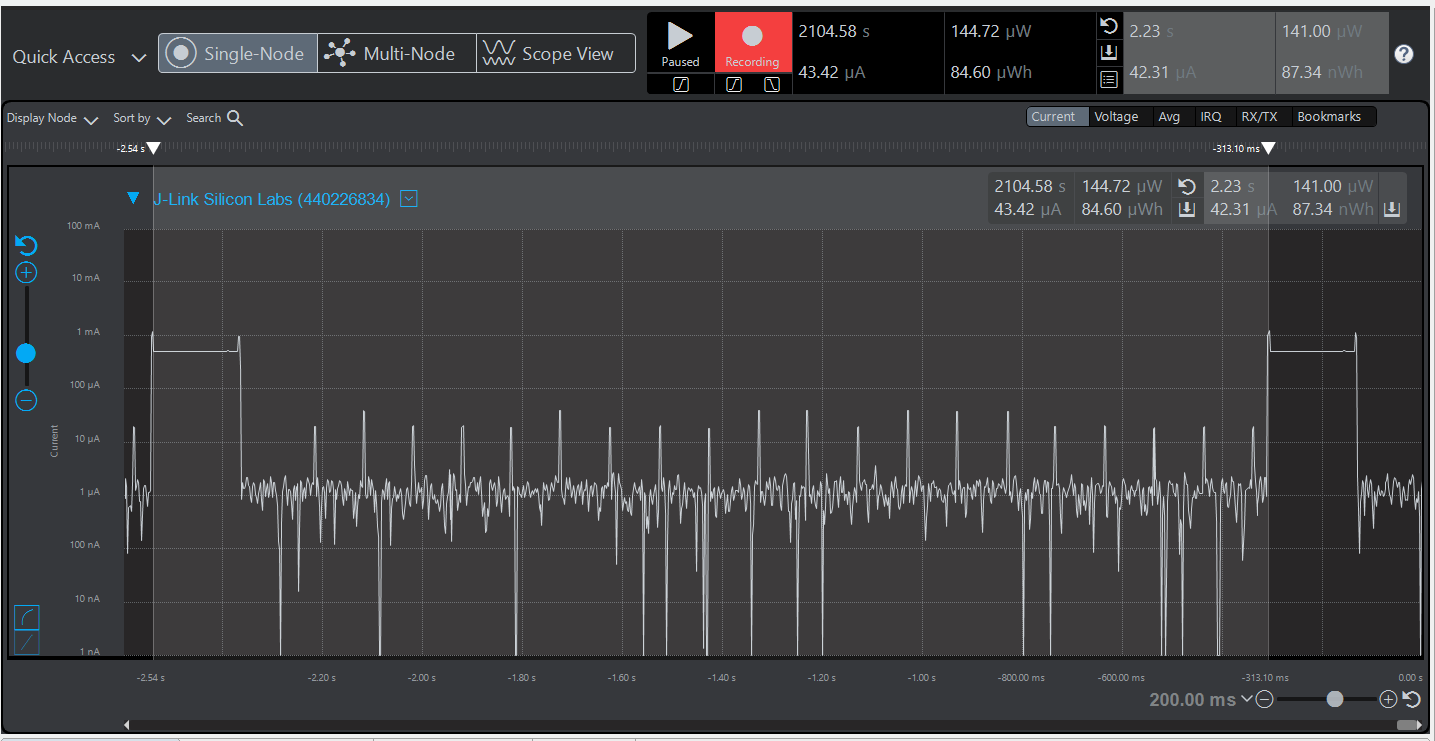 Quick Access
Single-Node
Multi-Node
Scope View
Paused
Recording
2104.58 s
144.72 µW
43.42 µA
84.60 µWh
2.23 s
141.00 µW
42.31 µA
87.34 nWh
?
Display Node
Sort by
Search
Current Voltage Avg IRQ RX/TX Bookmarks
-2.54 s
-313.10 ms
J-Link Silicon Labs (440226834)
2104.58 s 144.72 µW 2.23 s 141.00 µW
43.42 µA 84.60 µWh 42.31 µA 87.34 nWh
100 mA
10 mA
1 mA
100 µA
10 µA
1 µA
100 nA
10 nA
1 nA
Current
-2.54 s -2.20 s -2.00 s -1.80 s -1.60 s -1.40 s -1.20 s -1.00 s -800.00 ms -600.00 ms -313.10 ms 0.00 s
200.00 ms